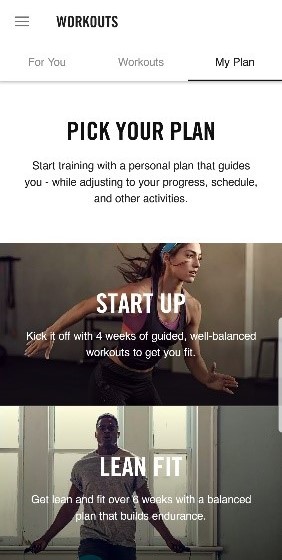 WORKOUTS
For You Workouts My Plan
PICK YOUR PLAN
Start training with a personal plan that guides
you - while adjusting to your progress, schedule,
and other activities.
START UP
Kick it off with 4 weeks of guided, well-balanced
workouts to get you fit.
LEAN FIT
Get lean and fit over 6 weeks with a balanced
plan that builds endurance.